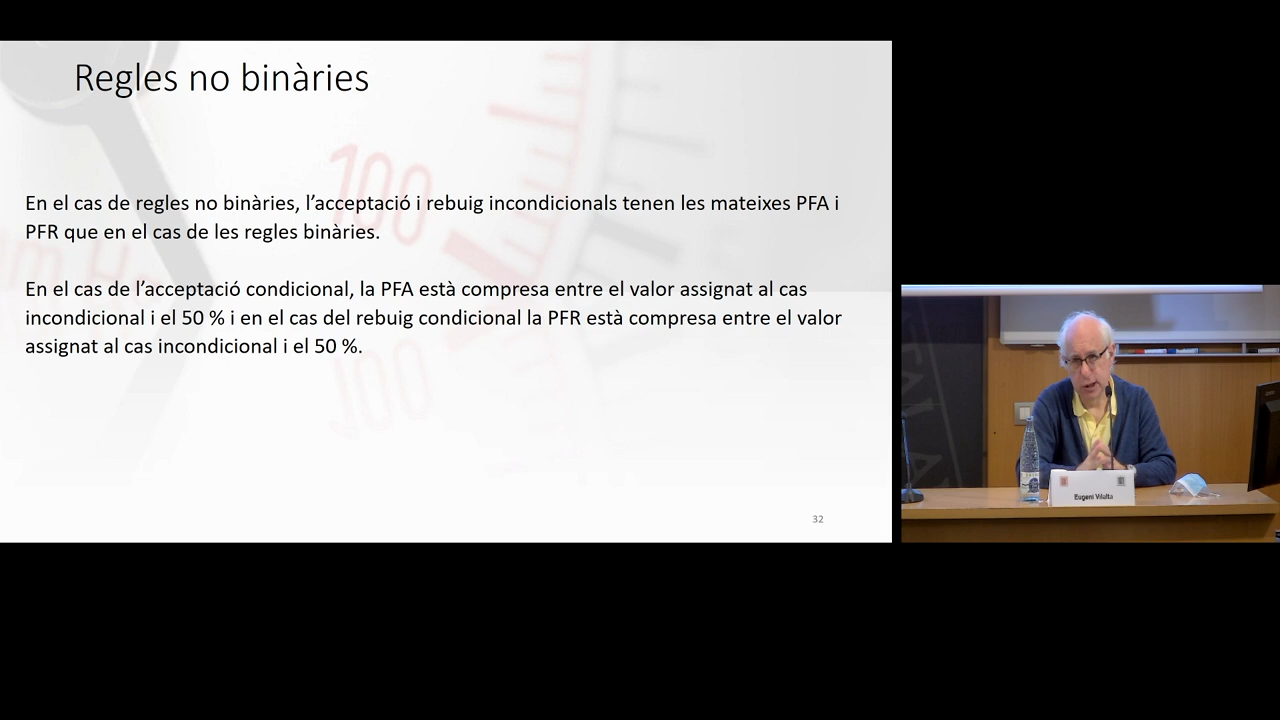 Regles no binàries
En el cas de regles no binàries, l’acceptació i rebuig incondicionals tenen les mateixes PFA i
PFR que en el cas de les regles binàries.
En el cas de l’acceptació condicional, la PFA està compresa entre el valor assignat al cas
incondicional i el 50 % i en el cas del rebuig condicional la PFR està compresa entre el valor
assignat al cas incondicional i el 50 %.
32
100
100
Eugeni Vilalta